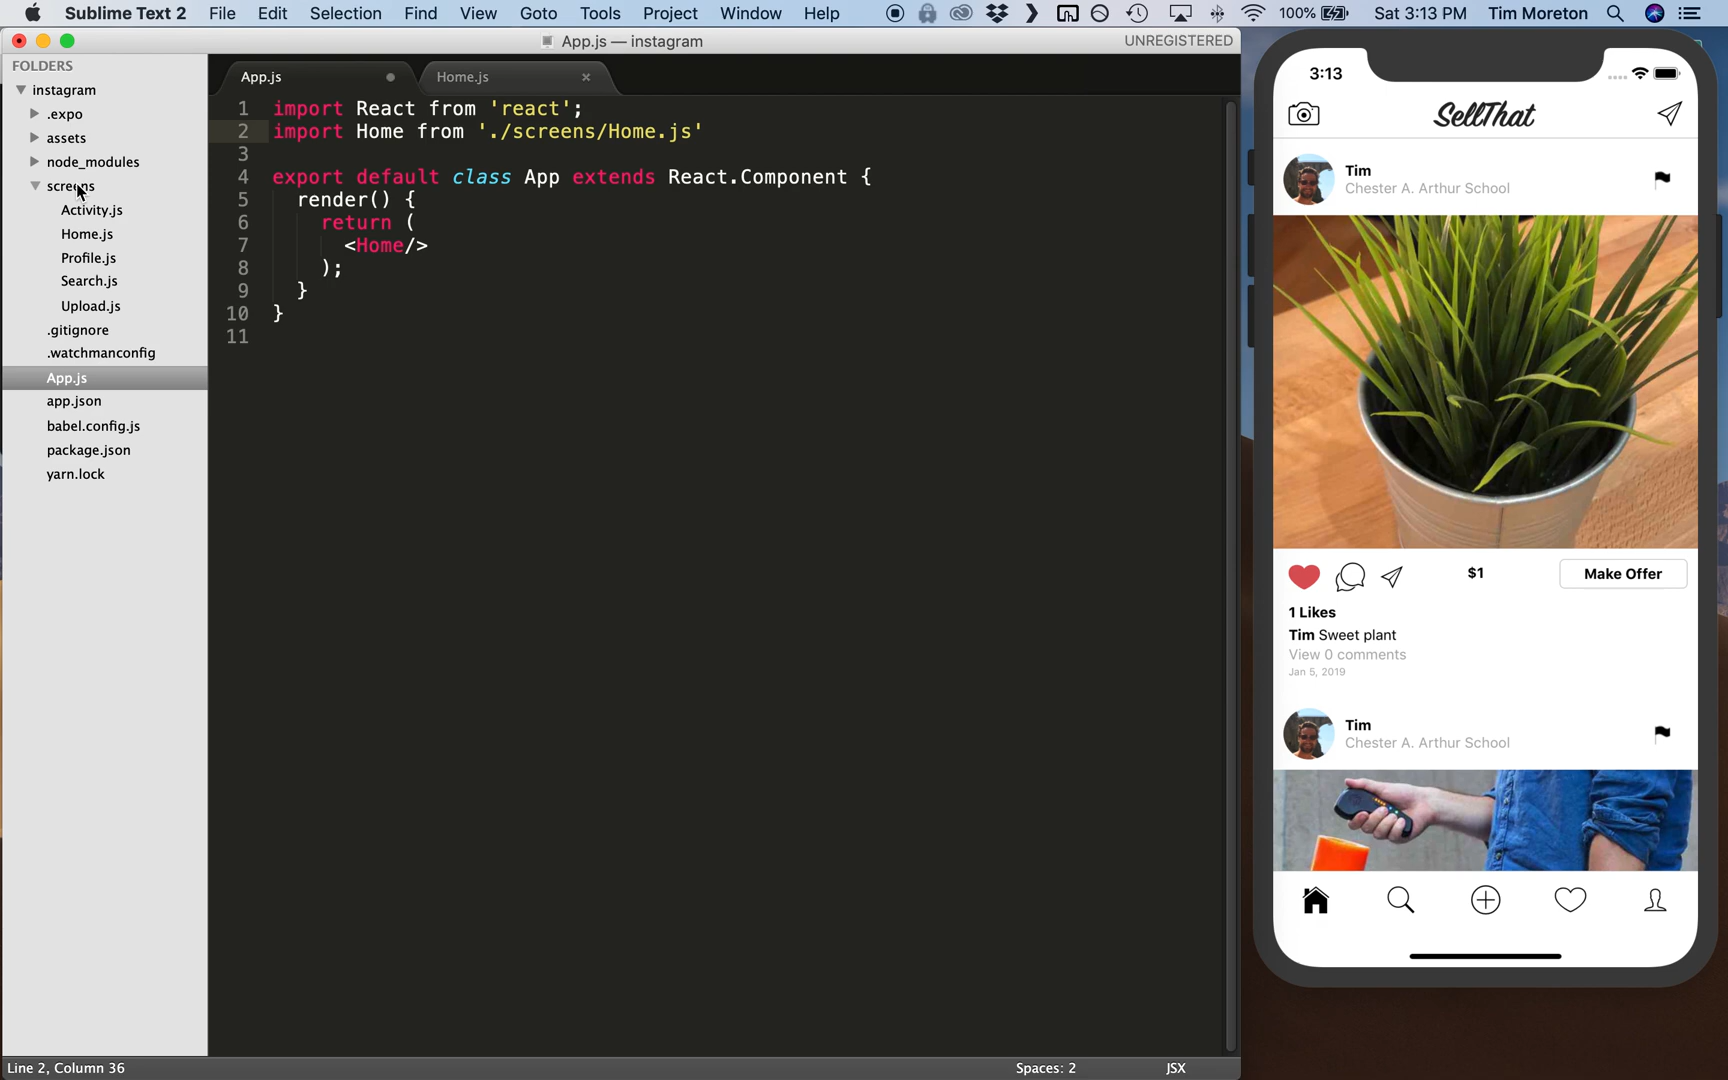 Sublime Text 2 File Edit Selection Find View Goto Tools Project Window Help 100% Sat 3:13 PM Tim Moreton
App.js — instagram UNREGISTERED
FOLDERS
instagram
.expo
assets
node_modules
screens
Activity.js
Home.js
Profile.js
Search.js
Upload.js
.gitignore
.watchmanconfig
App.js
app.json
babel.config.js
package.json
yarn.lock
App.js Home.js
1 import React from 'react';
2 import Home from './screens/Home.js'
3
4 export default class App extends React.Component {
5 render() {
6 return (
7 <Home/>
8 );
9 }
10 }
11
Line 2, Column 36 Spaces: 2 JSX
3:13
SellThat
Tim
Chester A. Arthur School
$1 Make Offer
1 Likes
Tim Sweet plant
View 0 comments
Jan 5, 2019
Tim
Chester A. Arthur School